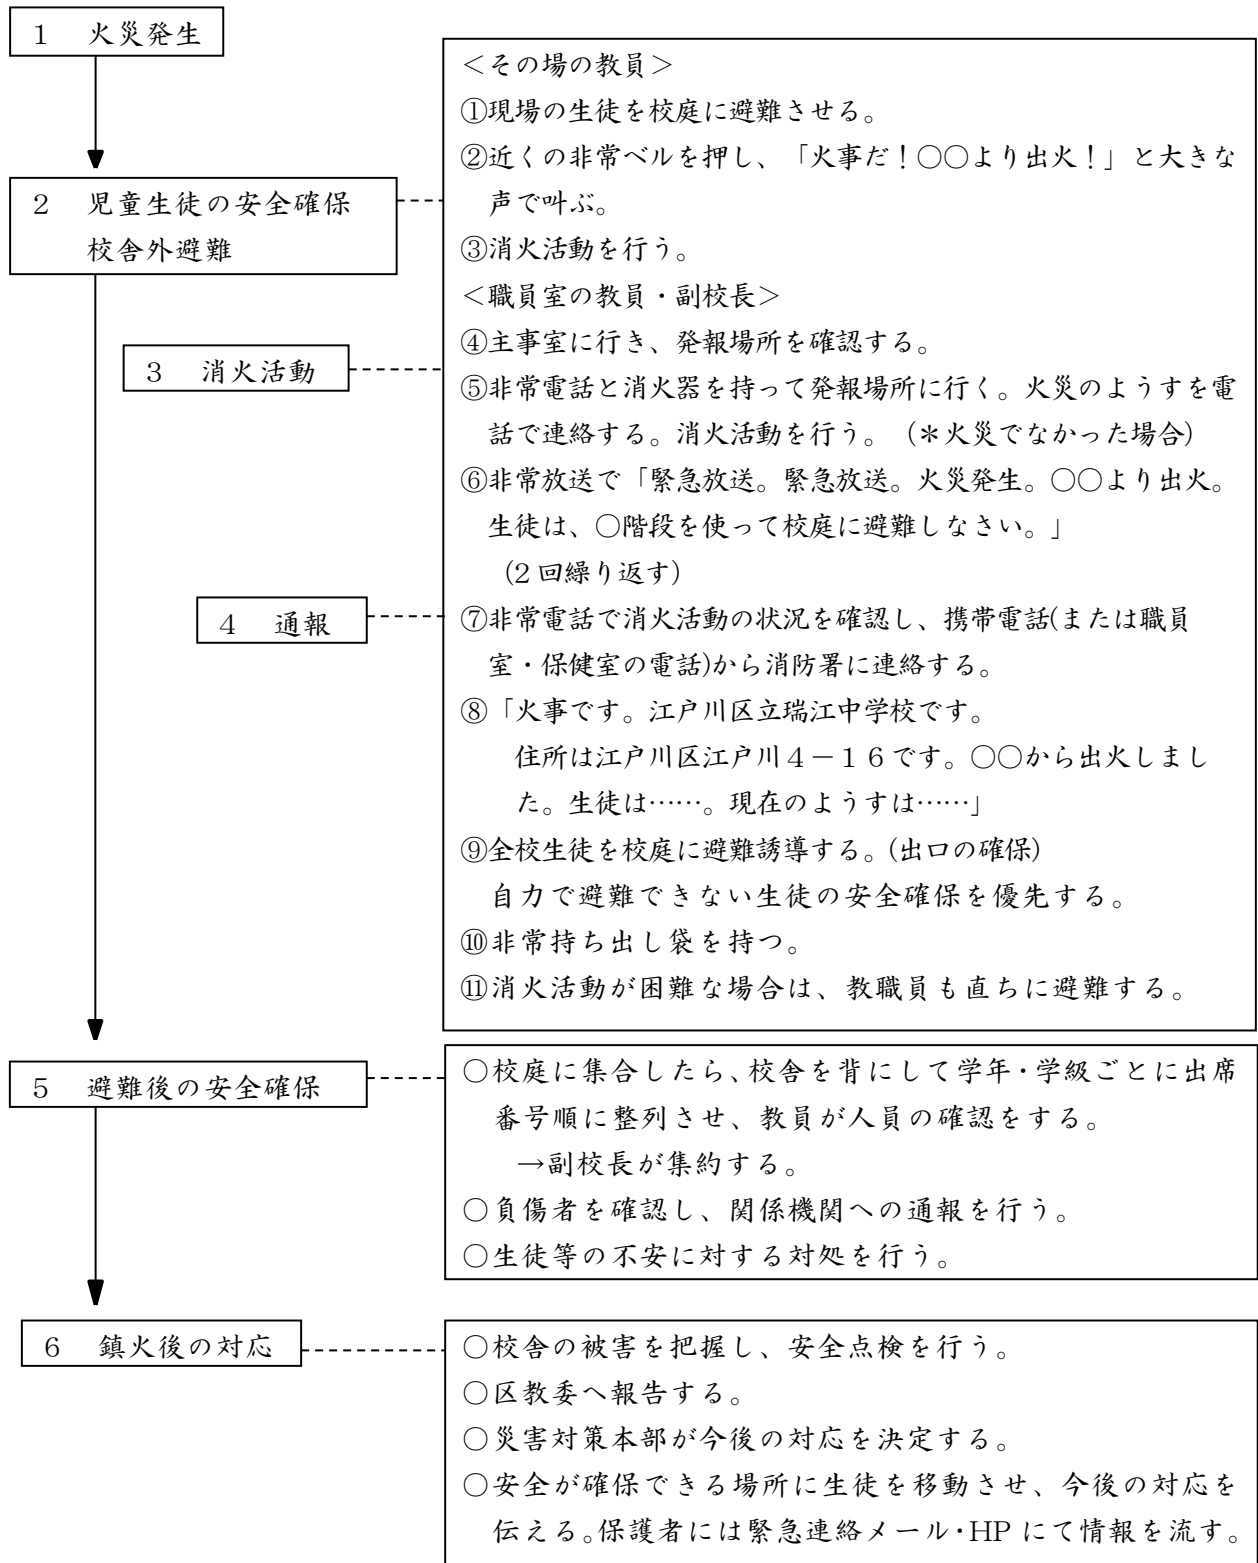 1 火災発生
2 児童生徒の安全確保
校舎外避難
3 消火活動
4 通報
<その場の教員>
①現場の生徒を校庭に避難させる。
②近くの非常ベルを押し、「火事だ!○○より出火!」と大きな
声で叫ぶ。
③消火活動を行う。
<職員室の教員・副校長>
④主事室に行き、発報場所を確認する。
⑤非常電話と消火器を持って発報場所に行く。火災のようすを電
話で連絡する。消火活動を行う。(*火災でなかった場合)
⑥非常放送で「緊急放送。緊急放送。火災発生。○○より出火。
生徒は、○階段を使って校庭に避難しなさい。」
(2回繰り返す)
⑦非常電話で消火活動の状況を確認し、携帯電話(または職員
室・保健室の電話)から消防署に連絡する。
⑧「火事です。江戸川区立瑞江中学校です。
住所は江戸川区江戸川4-16です。○○から出火しまし
た。生徒は……。現在のようすは……」
⑨全校生徒を校庭に避難誘導する。(出口の確保)
自力で避難できない生徒の安全確保を優先する。
⑩非常持ち出し袋を持つ。
⑪消火活動が困難な場合は、教職員も直ちに避難する。
5 避難後の安全確保
○校庭に集合したら、校舎を背にして学年・学級ごとに出席
番号順に整列させ、教員が人員の確認をする。
→副校長が集約する。
○負傷者を確認し、関係機関への通報を行う。
○生徒等の不安に対する対処を行う。
6 鎮火後の対応
○校舎の被害を把握し、安全点検を行う。
○区教委へ報告する。
○災害対策本部が今後の対応を決定する。
○安全が確保できる場所に生徒を移動させ、今後の対応を
伝える。保護者には緊急連絡メール・HPにて情報を流す。